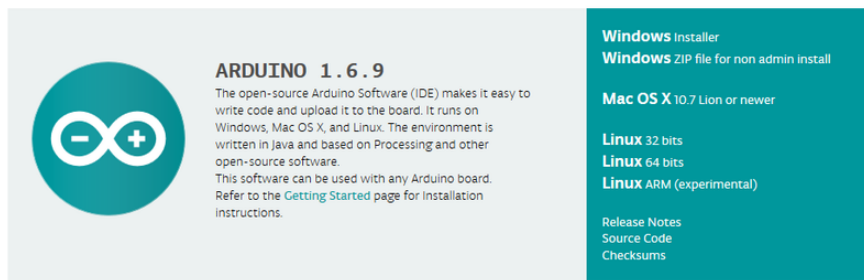 ARDUINO 1.6.9
The open-source Arduino Software (IDE) makes it easy to
write code and upload it to the board. It runs on
Windows, Mac OS X, and Linux. The environment is
written in Java and based on Processing and other
open-source software.
This software can be used with any Arduino board.
Refer to the Getting Started page for Installation
instructions.
Windows Installer
Windows ZIP file for non admin install
Mac OS X 10.7 Lion or newer
Linux 32 bits
Linux 64 bits
Linux ARM (experimental)
Release Notes
Source Code
Checksums